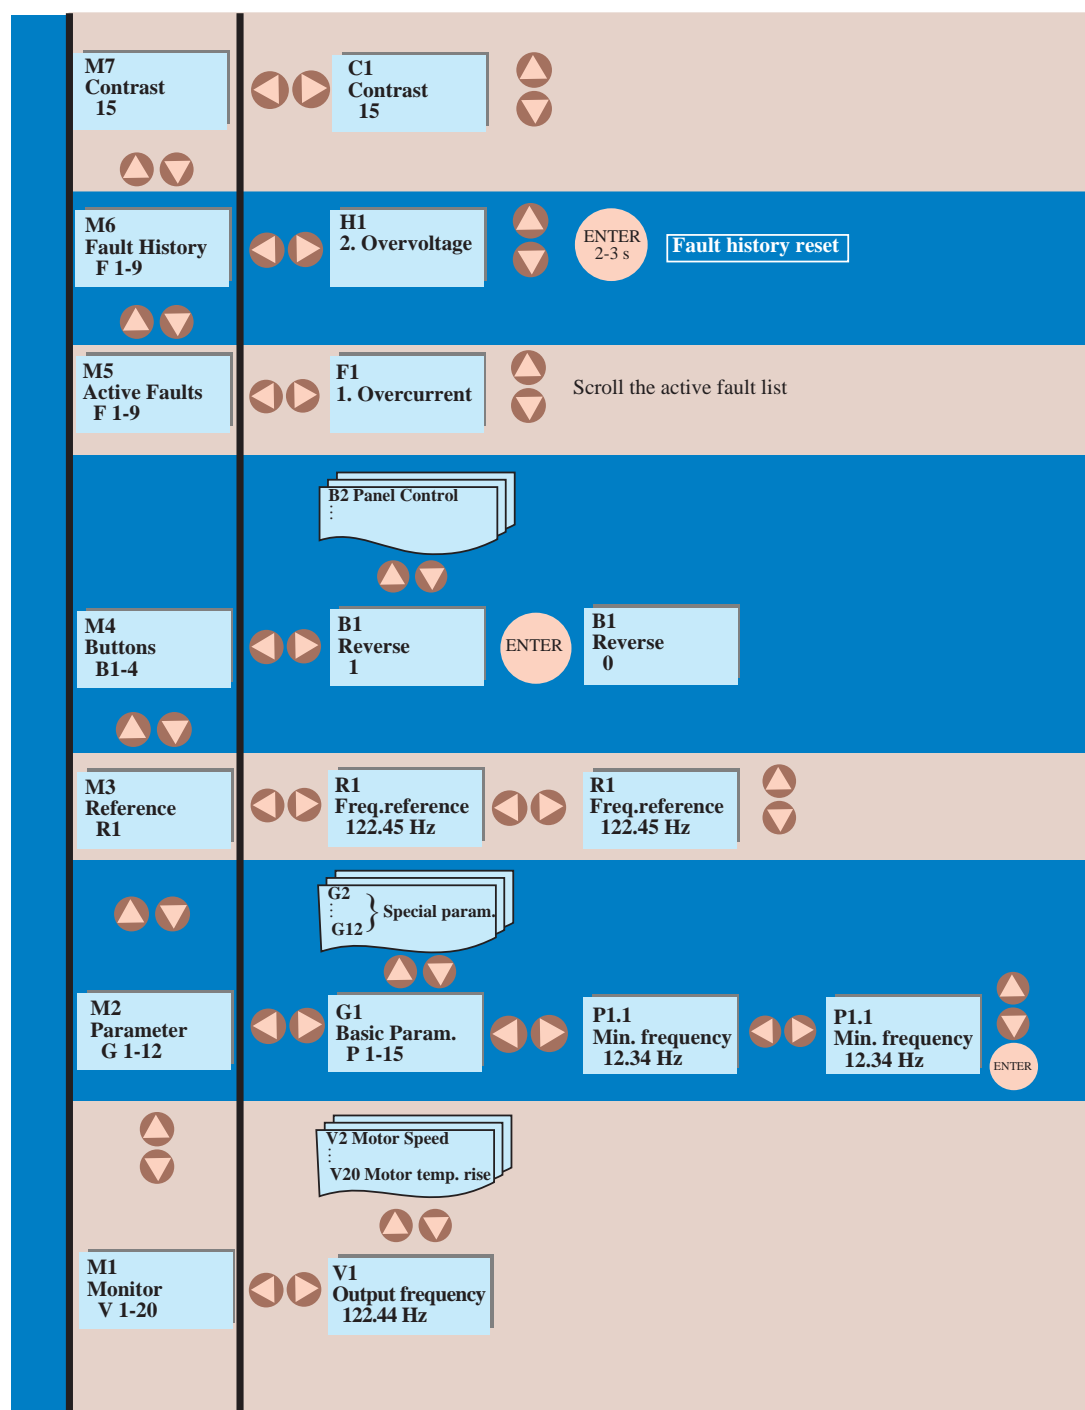 M7
Contrast
15
C1
Contrast
15
M6
Fault History
F 1-9
H1
2. Overvoltage
ENTER
2-3 s
Fault history reset
M5
Active Faults
F 1-9
F1
1. Overcurrent
Scroll the active fault list
B2 Panel Control
⋮
M4
Buttons
B1-4
B1
Reverse
1
ENTER
B1
Reverse
0
M3
Reference
R1
R1
Freq.reference
122.45 Hz
R1
Freq.reference
122.45 Hz
G2
⋮
G12
} Special param.
M2
Parameter
G 1-12
G1
Basic Param.
P 1-15
P1.1
Min. frequency
12.34 Hz
P1.1
Min. frequency
12.34 Hz
ENTER
V2 Motor Speed
⋮
V20 Motor temp. rise
M1
Monitor
V 1-20
V1
Output frequency
122.44 Hz